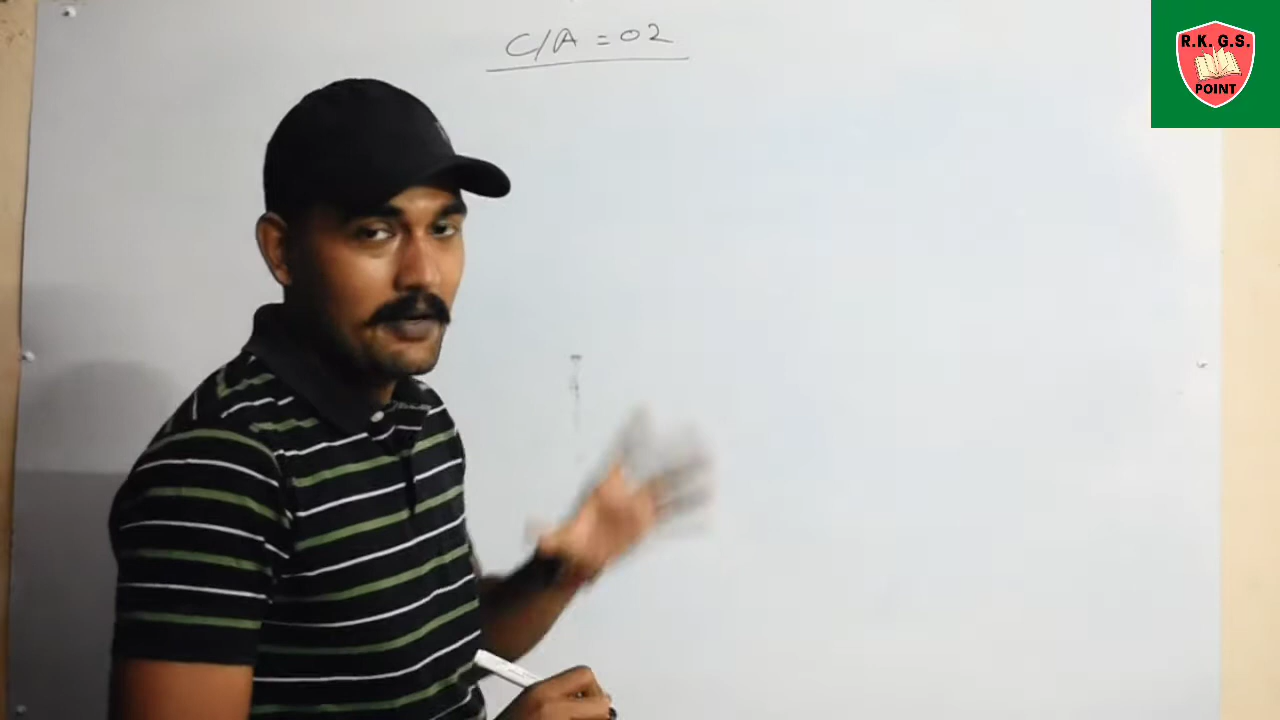 C/A = 02
R.K. G.S.
POINT